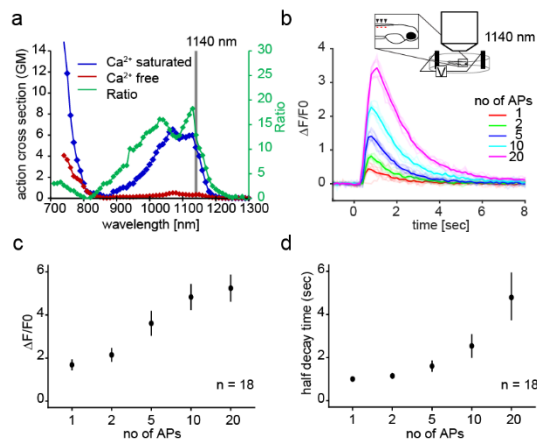 a
Ca²⁺ saturated
Ca²⁺ free
Ratio
action cross section (GM)
14
12
10
8
6
4
2
0
700 800 900 1000 1100 1200 1300
wavelength [nm]
1140 nm
30
25
20
15
10
5
0
Ratio
b
1140 nm
V
ΔF/F0
4
3
2
1
0
0 2 4 6 8
time [sec]
no of APs
1
2
5
10
20
c
ΔF/F0
6
4
2
0
1 2 5 10 20
no of APs
n = 18
d
half decay time (sec)
6
4
2
0
1 2 5 10 20
no of APs
n = 18